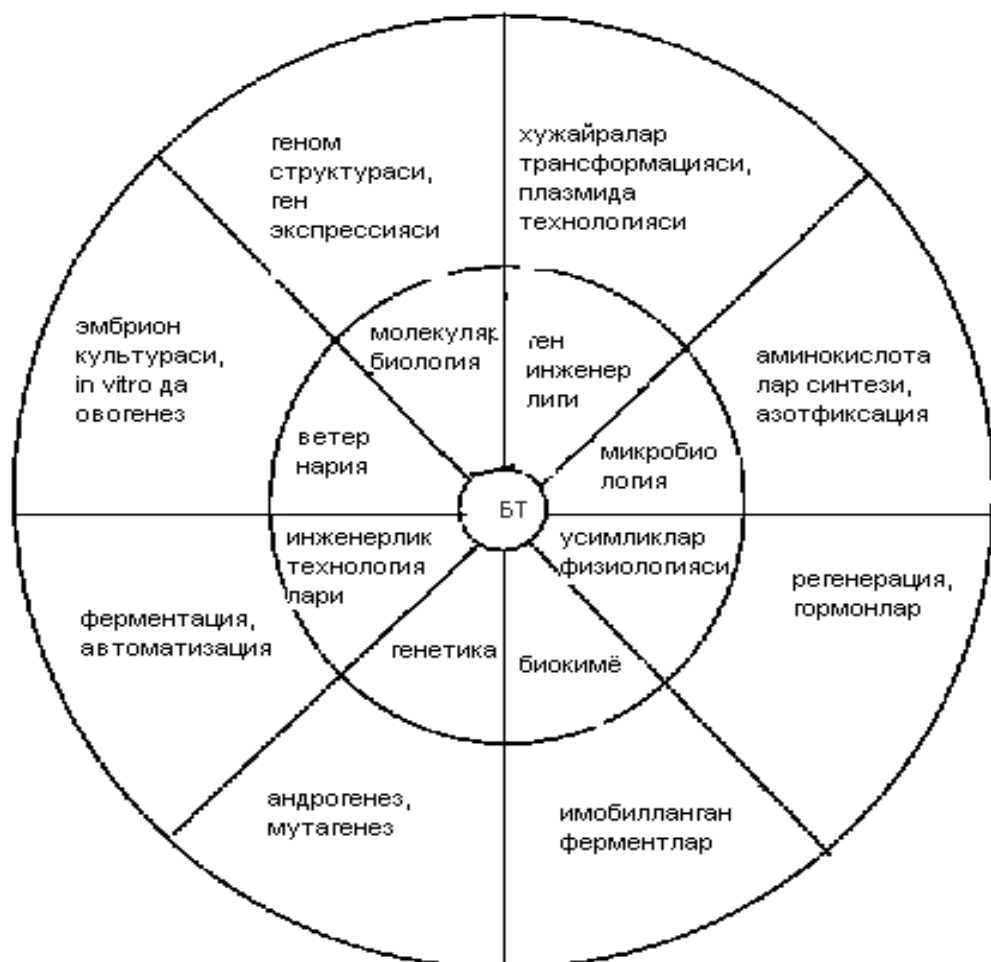 геном
структураси,
ген
экспрессияси
хужайралар
трансформацияси,
плазмида
технологияси
эмбрион
культураси,
in vitro да
овогенез
молекуляр
биология
ген
инженер
лиги
аминокислота
лар синтези,
азотфиксация
ветер
нария
микробио
логия
БТ
инженерлик
технология
лари
усимликлар
физиологияси
регенерация,
гормонлар
ферментация,
автоматизация
генетика
биокимё
андрогенез,
мутагенез
имобилланган
ферментлар